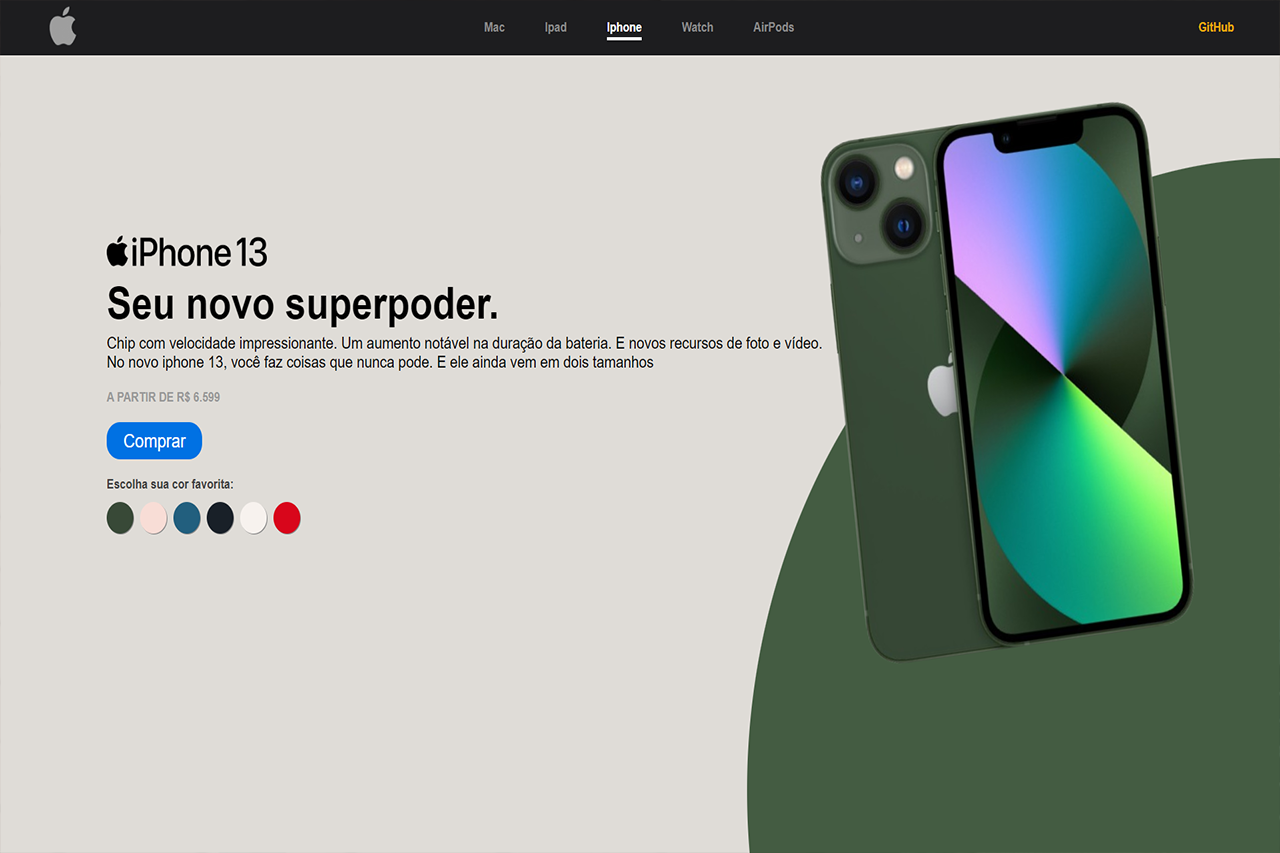 Mac Ipad Iphone Watch AirPods GitHub
iPhone 13
Seu novo superpoder.
Chip com velocidade impressionante. Um aumento notável na duração da bateria. E novos recursos de foto e vídeo.
No novo iphone 13, você faz coisas que nunca pode. E ele ainda vem em dois tamanhos
A PARTIR DE R$ 6.599
Comprar
Escolha sua cor favorita: